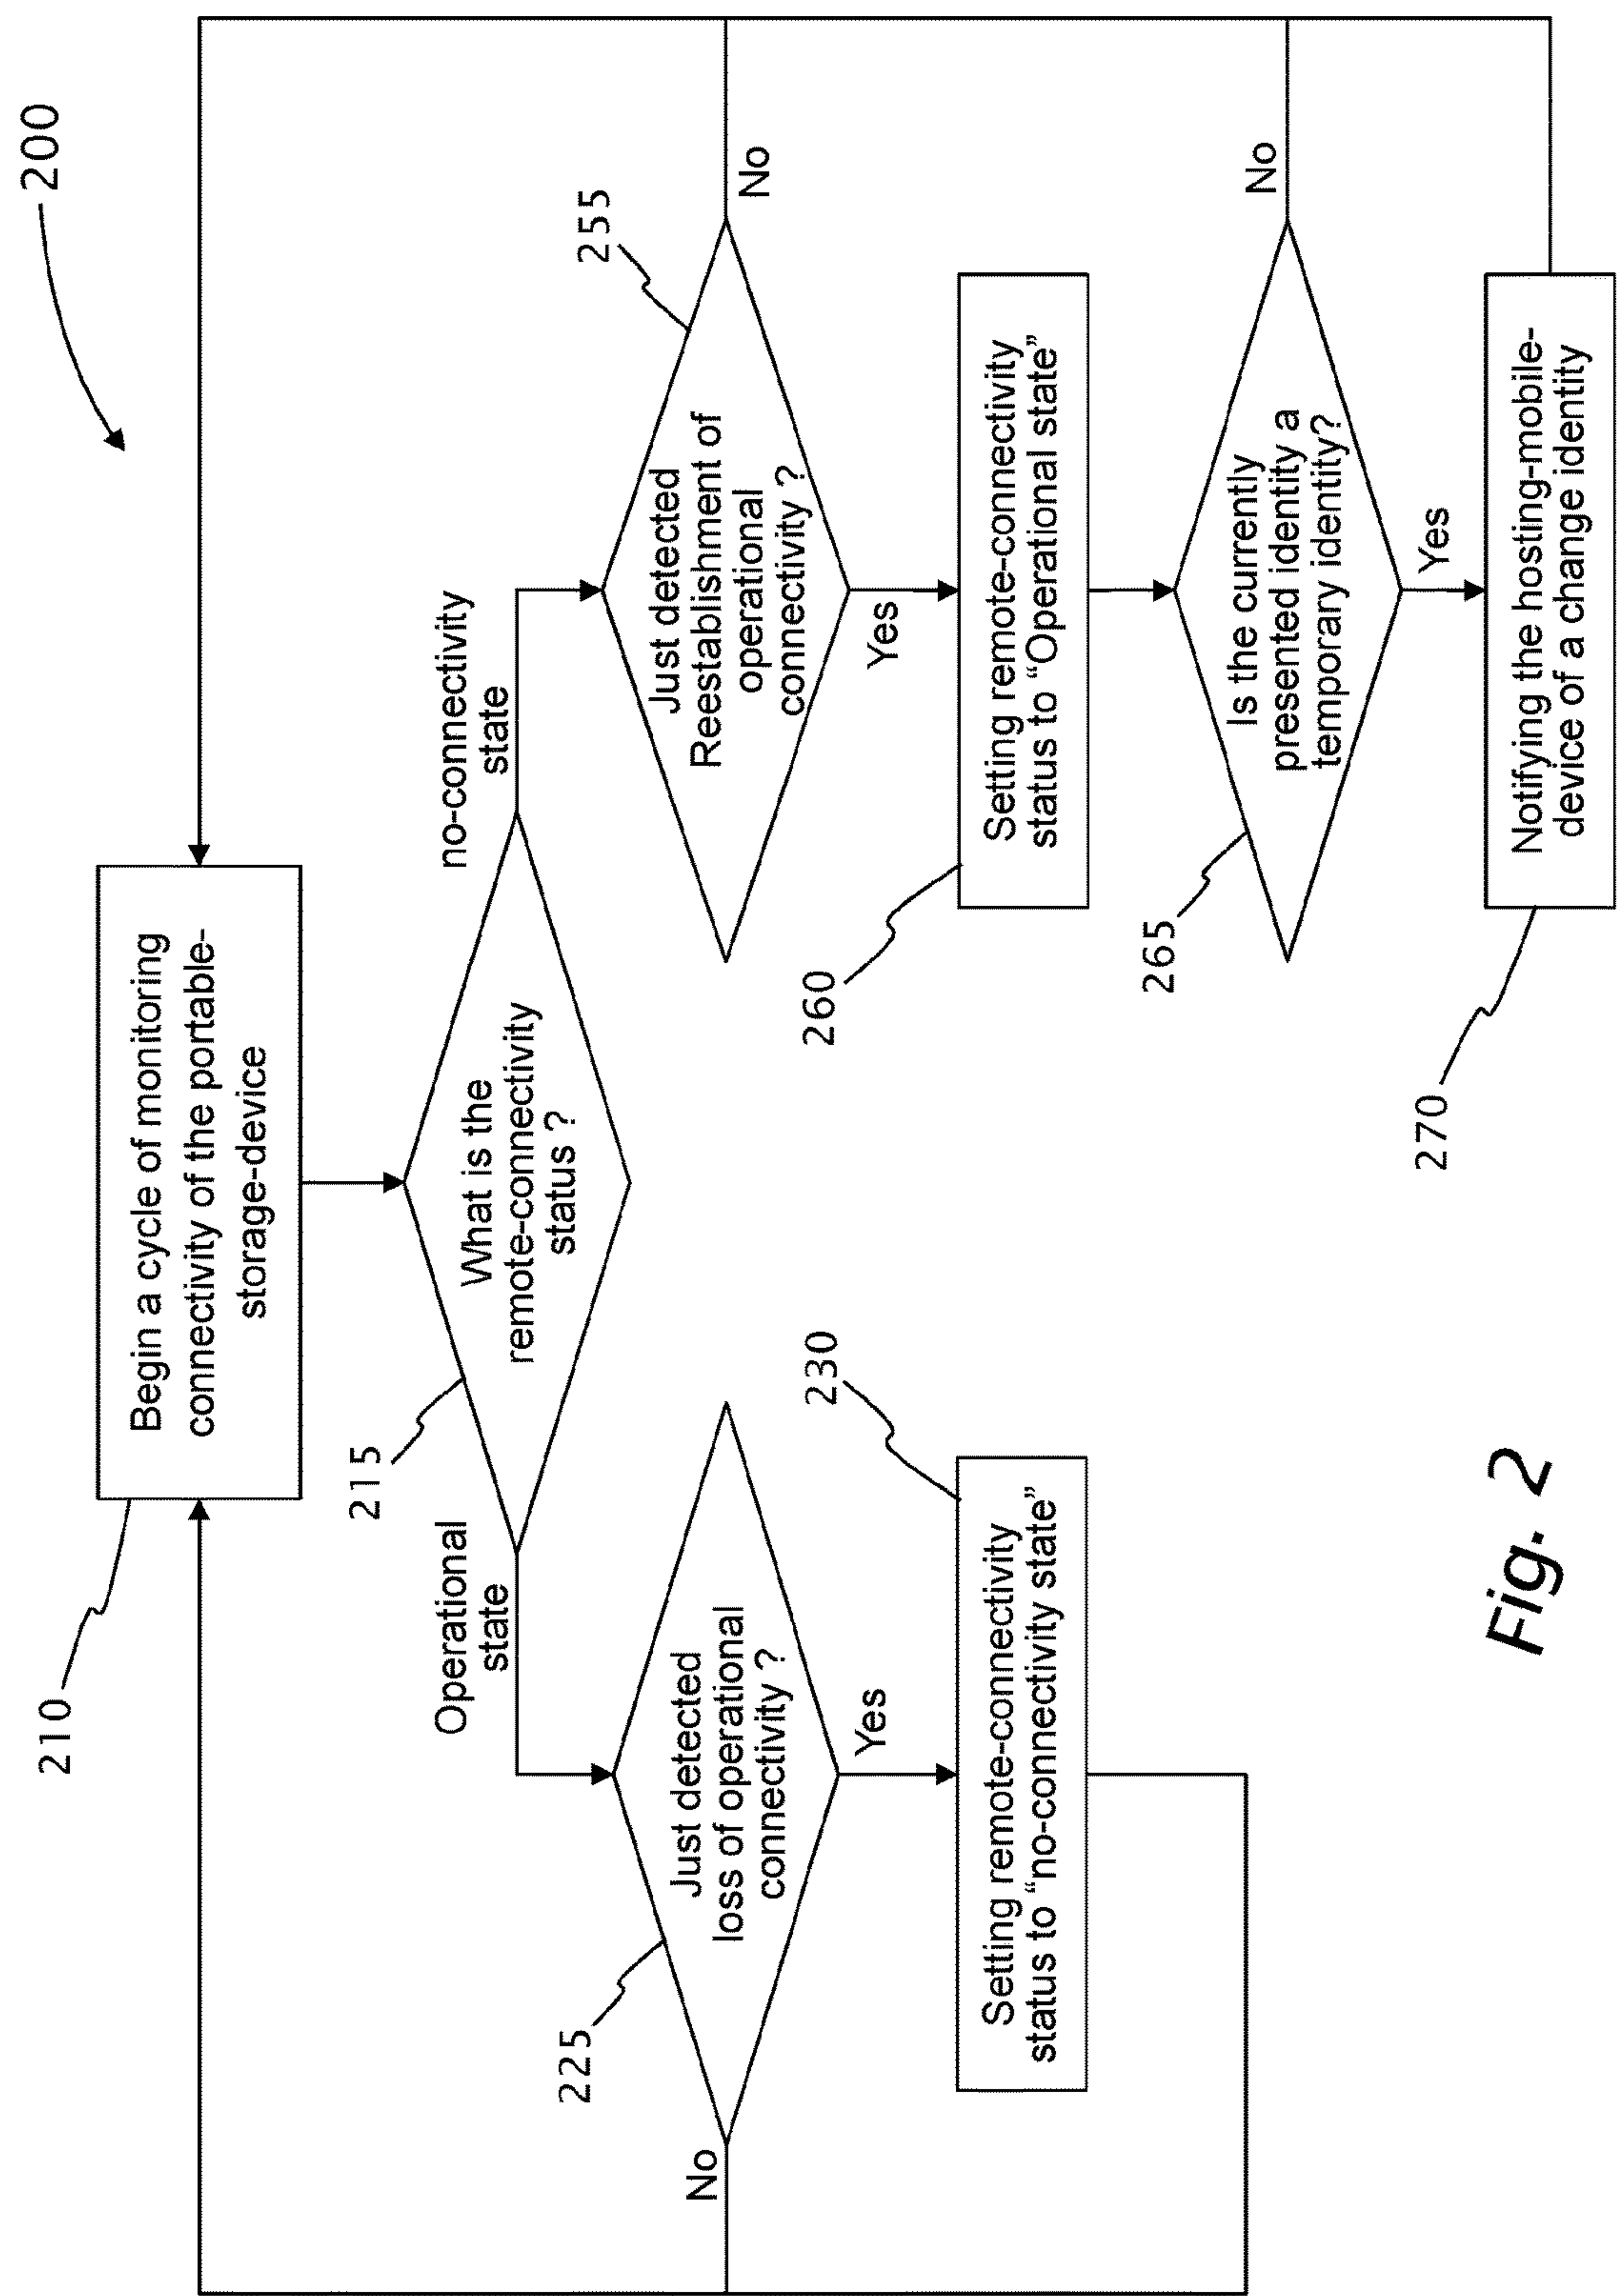 200
210
Begin a cycle of monitoring
connectivity of the portable-
storage-device
215
What is the
remote-connectivity
status ?
Operational
state
no-connectivity
state
225
Just detected
loss of operational
connectivity ?
No
Yes
230
Setting remote-connectivity
status to “no-connectivity state”
255
Just detected
Reestablishment of
operational
connectivity ?
No
Yes
260
Setting remote-connectivity
status to “Operational state”
265
Is the currently
presented identity a
temporary identity?
No
Yes
270
Notifying the hosting-mobile-
device of a change identity
Fig. 2